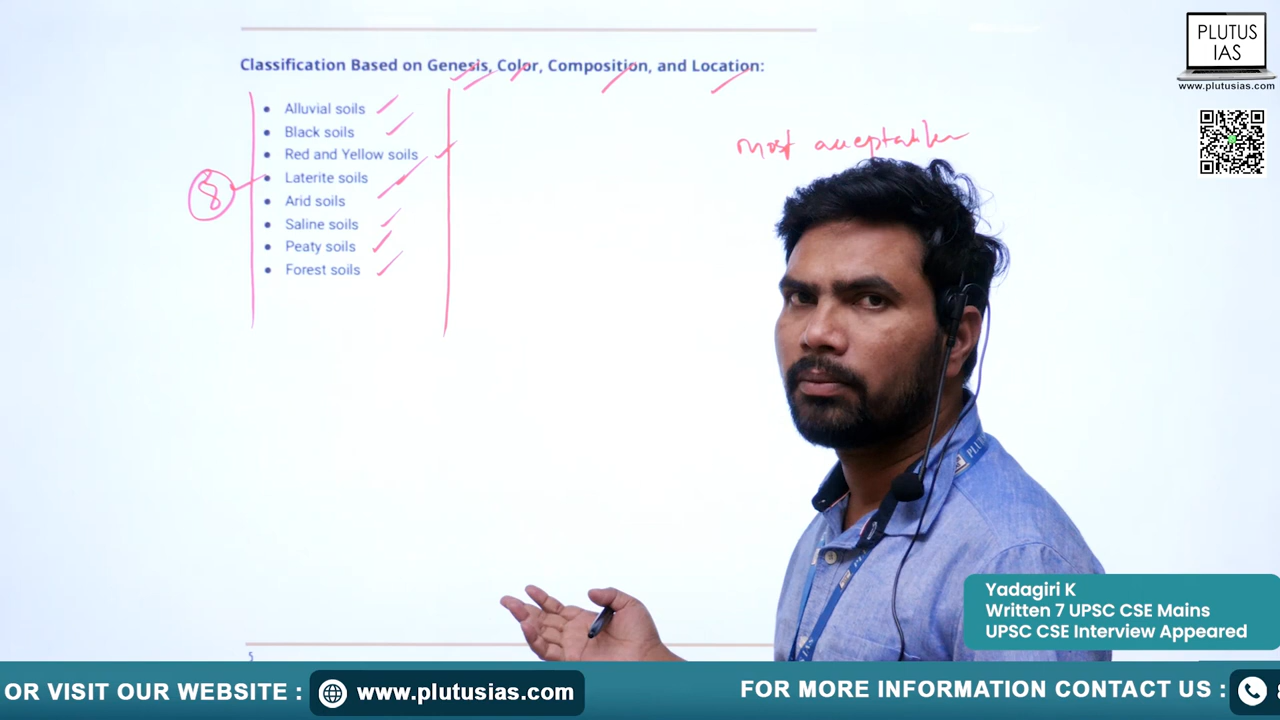 PLUTUS
IAS
www.plutusias.com
Classification Based on Genesis, Color, Composition, and Location:
Alluvial soils
Black soils
Red and Yellow soils
Laterite soils
Arid soils
Saline soils
Peaty soils
Forest soils
8
most acceptable
Yadagiri K
Written 7 UPSC CSE Mains
UPSC CSE Interview Appeared
5
OR VISIT OUR WEBSITE : www.plutusias.com FOR MORE INFORMATION CONTACT US :